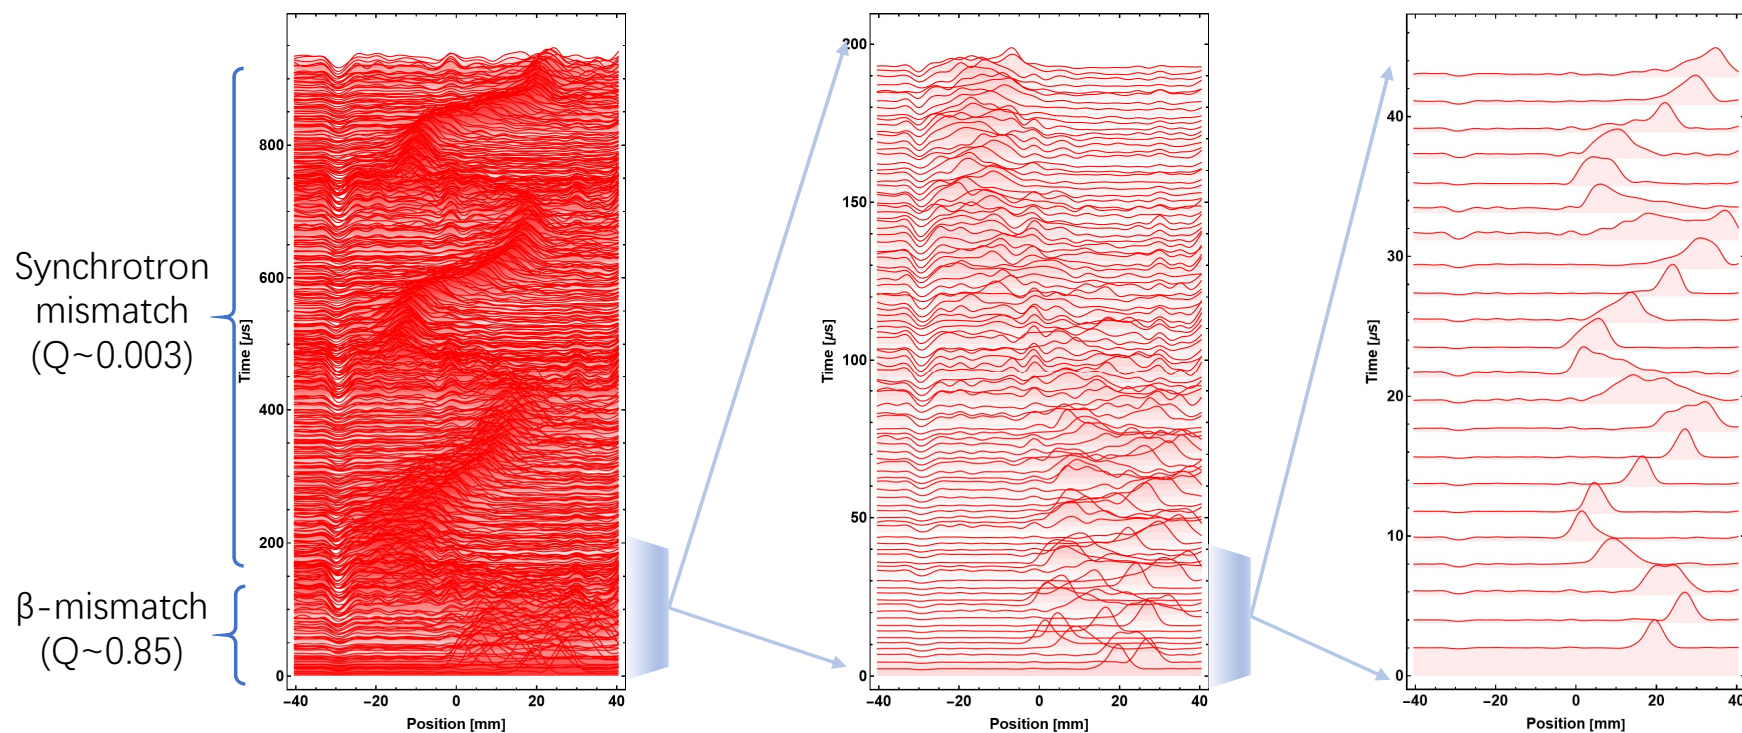 Synchrotron
mismatch
(Q~0.003)
β-mismatch
(Q~0.85)
Time [µs]
800
600
400
200
0
−40
−20
0
20
40
Position [mm]
Time [µs]
200
150
100
50
0
−40
−20
0
20
40
Position [mm]
Time [µs]
40
30
20
10
0
−40
−20
0
20
40
Position [mm]